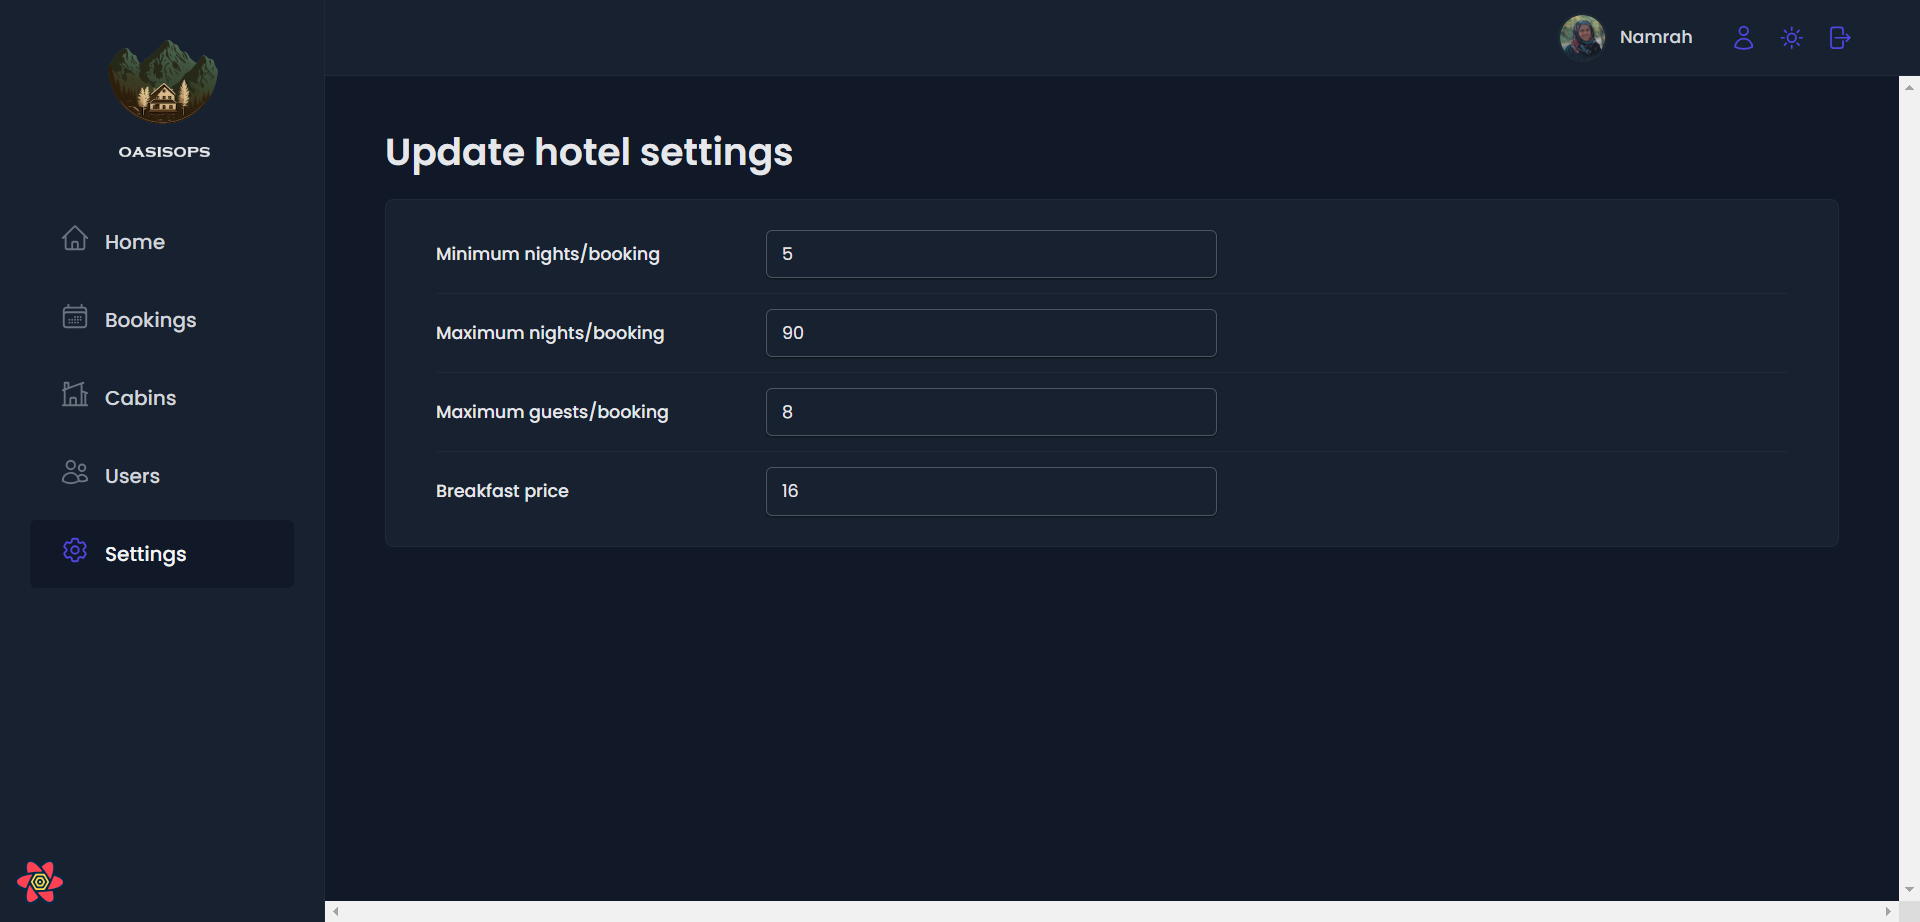 OASISOPS
Home
Bookings
Cabins
Users
Settings
Namrah
Update hotel settings
Minimum nights/booking
5
Maximum nights/booking
90
Maximum guests/booking
8
Breakfast price
16